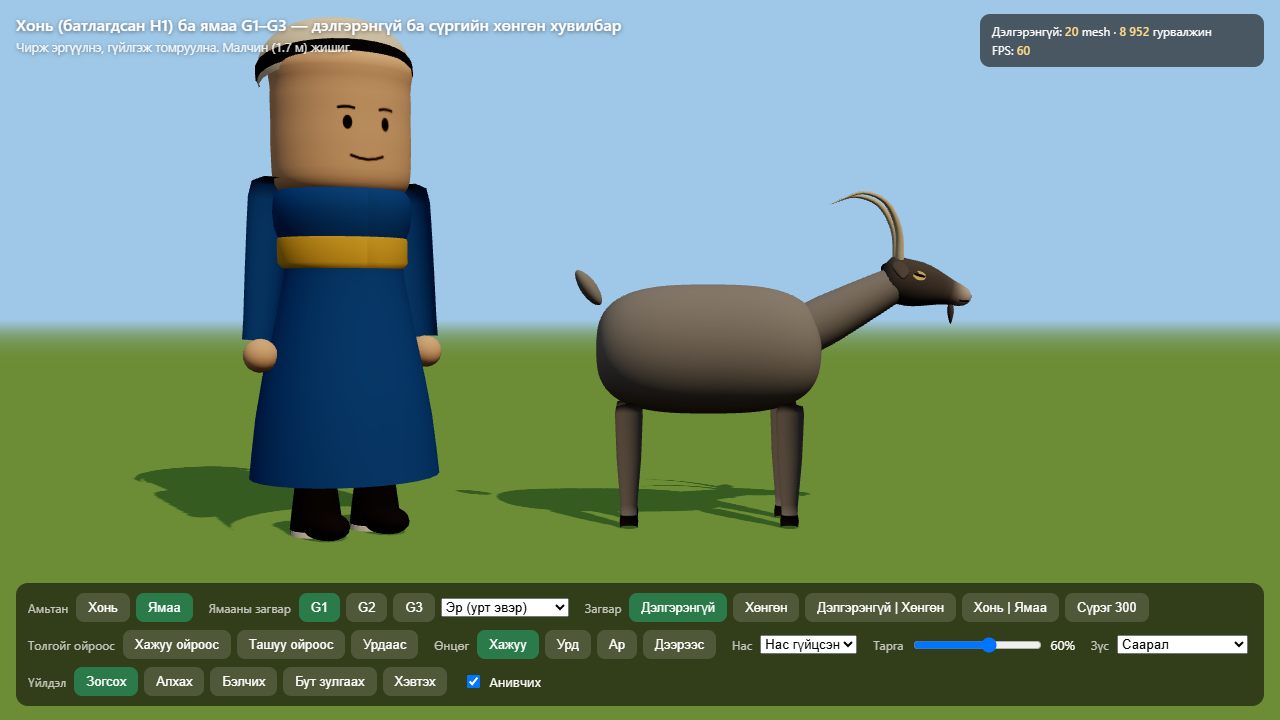 Хонь (батлагдсан H1) ба ямаа G1–G3 — дэлгэрэнгүй ба сүргийн хөнгөн хувилбар
Чирж эргүүлнэ, гүйлгэж томруулна. Малчин (1.7 м) жишиг.
Дэлгэрэнгүй: 20 mesh · 8 952 гурвалжин
FPS: 60
Амьтан Хонь Ямаа Ямааны загвар G1 G2 G3 Эр (урт эвэр) Загвар Дэлгэрэнгүй Хөнгөн Дэлгэрэнгүй | Хөнгөн Хонь | Ямаа Сүрэг 300
Толгойг ойроос Хажуу ойроос Ташуу ойроос Урдаас Өнцөг Хажуу Урд Ар Дээрээс Нас Нас гүйцсэн Тарга 60% Зүс Саарал
Үйлдэл Зогсох Алхах Бэлчих Бут зулгаах Хэвтэх Анивчих